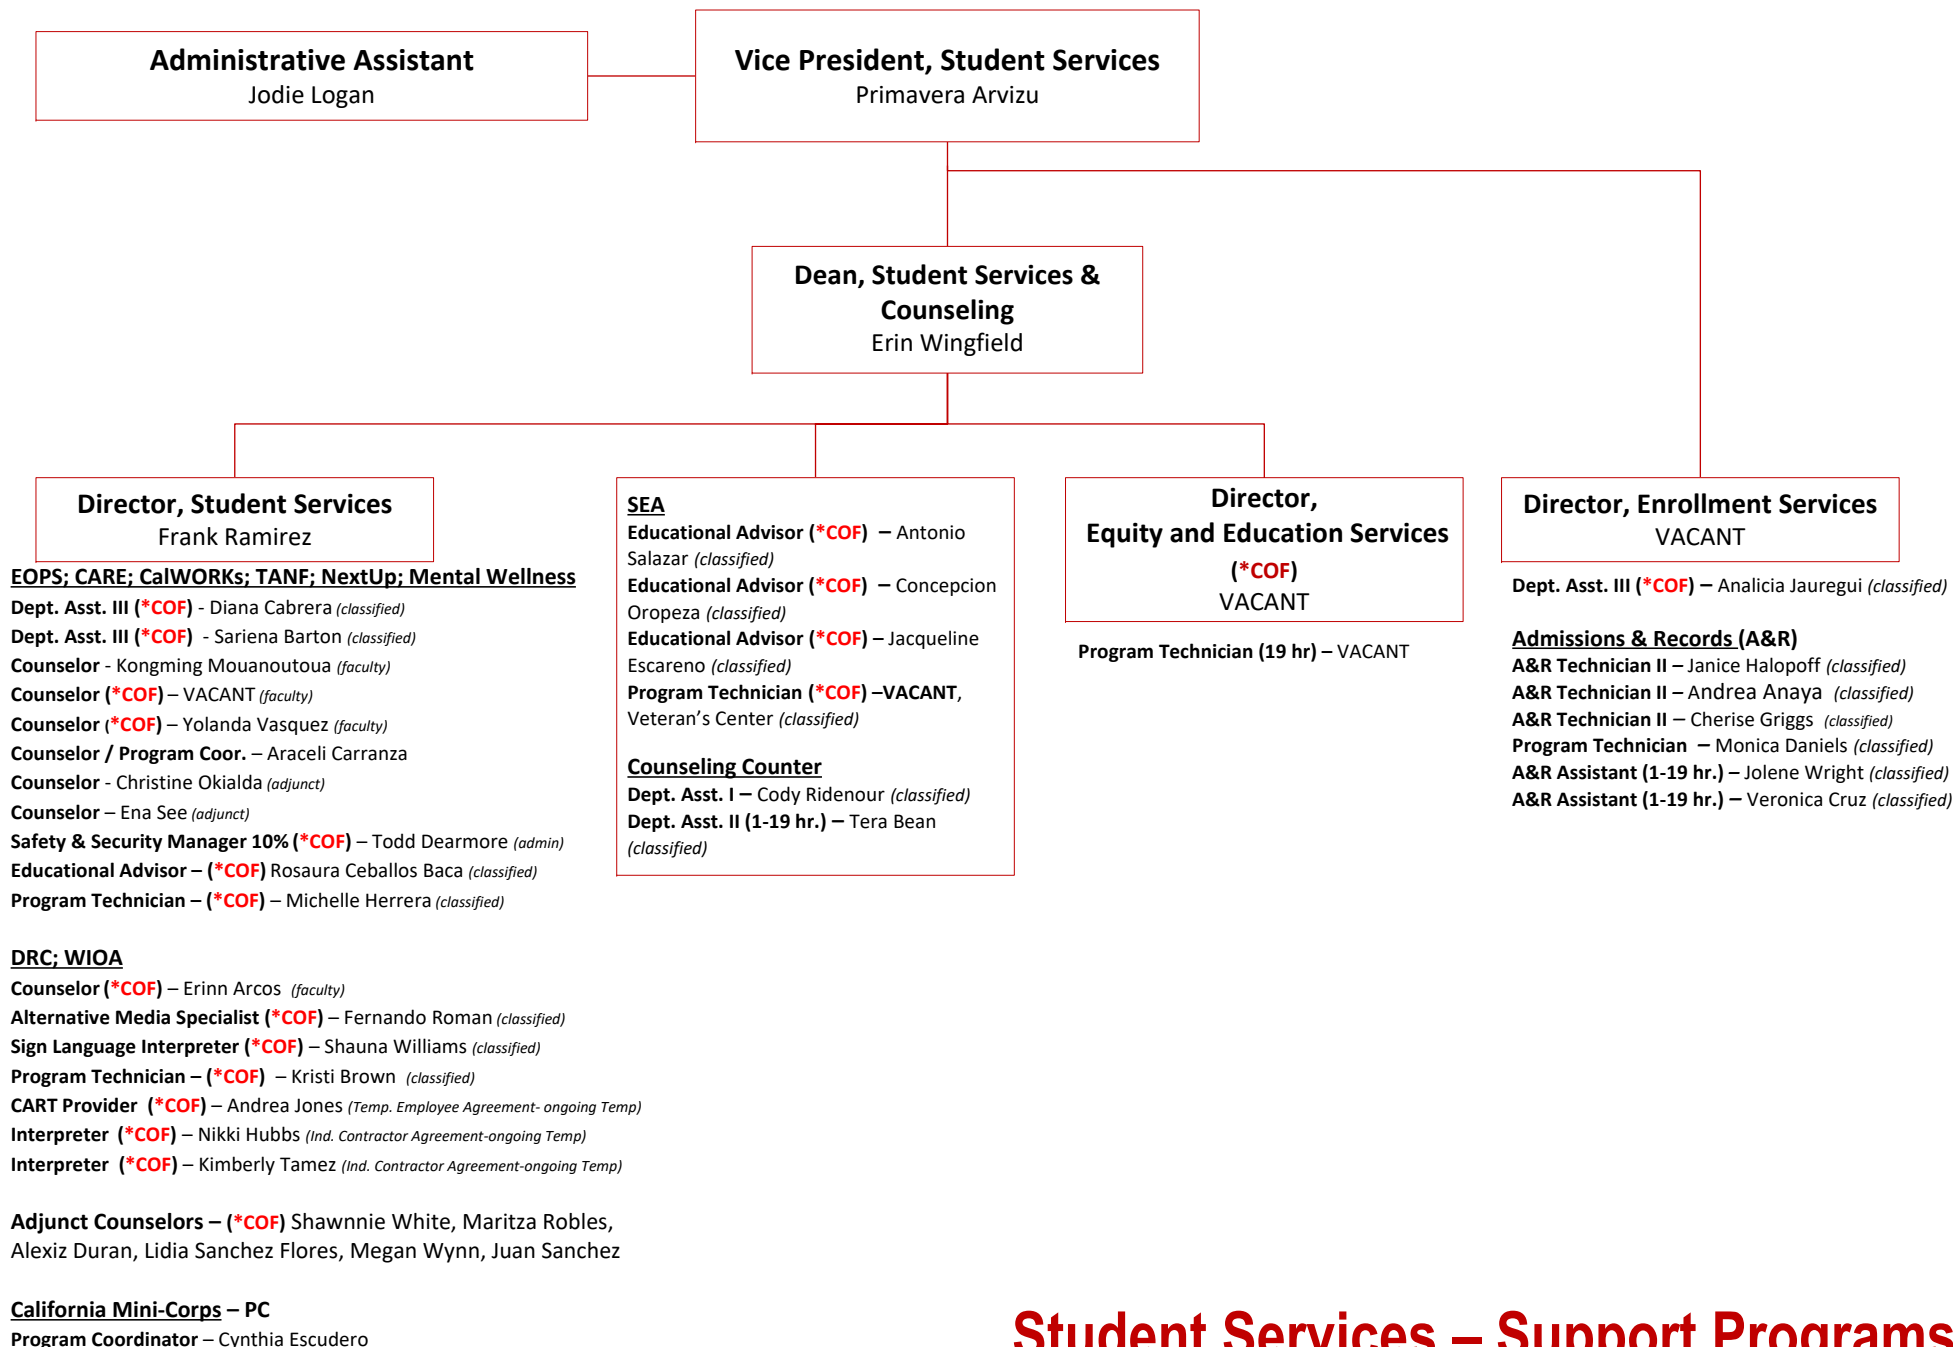 Administrative Assistant
Jodie Logan
Vice President, Student Services
Primavera Arvizu
Dean, Student Services &
Counseling
Erin Wingfield
Director, Student Services
Frank Ramirez
EOPS; CARE; CalWORKs; TANF; NextUp; Mental Wellness
Dept. Asst. III (*COF) - Diana Cabrera (classified)
Dept. Asst. III (*COF) - Sariena Barton (classified)
Counselor - Kongming Mouanoutoua (faculty)
Counselor (*COF) – VACANT (faculty)
Counselor (*COF) – Yolanda Vasquez (faculty)
Counselor / Program Coor. – Araceli Carranza
Counselor - Christine Okialda (adjunct)
Counselor – Ena See (adjunct)
Safety & Security Manager 10% (*COF) – Todd Dearmore (admin)
Educational Advisor – (*COF) Rosaura Ceballos Baca (classified)
Program Technician – (*COF) – Michelle Herrera (classified)
DRC; WIOA
Counselor (*COF) – Erinn Arcos (faculty)
Alternative Media Specialist (*COF) – Fernando Roman (classified)
Sign Language Interpreter (*COF) – Shauna Williams (classified)
Program Technician – (*COF) – Kristi Brown (classified)
CART Provider (*COF) – Andrea Jones (Temp. Employee Agreement- ongoing Temp)
Interpreter (*COF) – Nikki Hubbs (Ind. Contractor Agreement-ongoing Temp)
Interpreter (*COF) – Kimberly Tamez (Ind. Contractor Agreement-ongoing Temp)
Adjunct Counselors – (*COF) Shawnnie White, Maritza Robles,
Alexiz Duran, Lidia Sanchez Flores, Megan Wynn, Juan Sanchez
California Mini-Corps – PC
Program Coordinator – Cynthia Escudero
SEA
Educational Advisor (*COF) – Antonio
Salazar (classified)
Educational Advisor (*COF) – Concepcion
Oropeza (classified)
Educational Advisor (*COF) – Jacqueline
Escareno (classified)
Program Technician (*COF) –VACANT,
Veteran’s Center (classified)
Counseling Counter
Dept. Asst. I – Cody Ridenour (classified)
Dept. Asst. II (1-19 hr.) – Tera Bean
(classified)
Director,
Equity and Education Services
(*COF)
VACANT
Program Technician (19 hr) – VACANT
Director, Enrollment Services
VACANT
Dept. Asst. III (*COF) – Analicia Jauregui (classified)
Admissions & Records (A&R)
A&R Technician II – Janice Halopoff (classified)
A&R Technician II – Andrea Anaya (classified)
A&R Technician II – Cherise Griggs (classified)
Program Technician – Monica Daniels (classified)
A&R Assistant (1-19 hr.) – Jolene Wright (classified)
A&R Assistant (1-19 hr.) – Veronica Cruz (classified)
Student Services – Support Programs